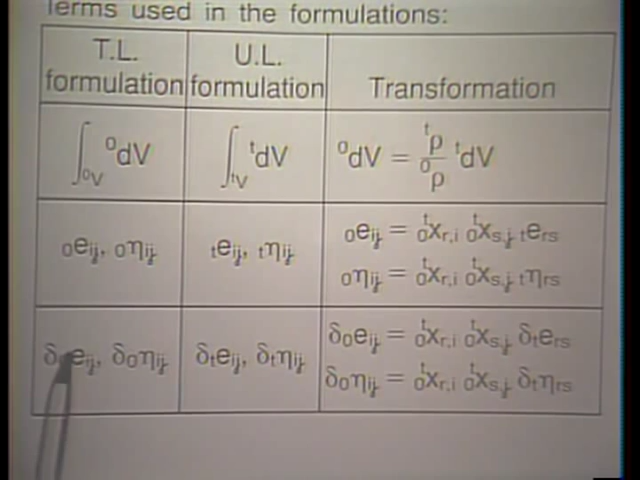 Terms used in the formulations:
T.L. formulation | U.L. formulation | Transformation
∫₀V ⁰dV | ∫ₜV ᵗdV | ⁰dV = ᵗρ/⁰ρ ᵗdV
₀eᵢⱼ, ₀ηᵢⱼ | ₜeᵢⱼ, ₜηᵢⱼ | ₀eᵢⱼ = ᵗ₀xᵣ,ᵢ ᵗ₀xₛ,ⱼ ₜeᵣₛ
₀ηᵢⱼ = ᵗ₀xᵣ,ᵢ ᵗ₀xₛ,ⱼ ₜηᵣₛ
δ₀eᵢⱼ, δ₀ηᵢⱼ | δₜeᵢⱼ, δₜηᵢⱼ | δ₀eᵢⱼ = ᵗ₀xᵣ,ᵢ ᵗ₀xₛ,ⱼ δₜeᵣₛ
δ₀ηᵢⱼ = ᵗ₀xᵣ,ᵢ ᵗ₀xₛ,ⱼ δₜηᵣₛ